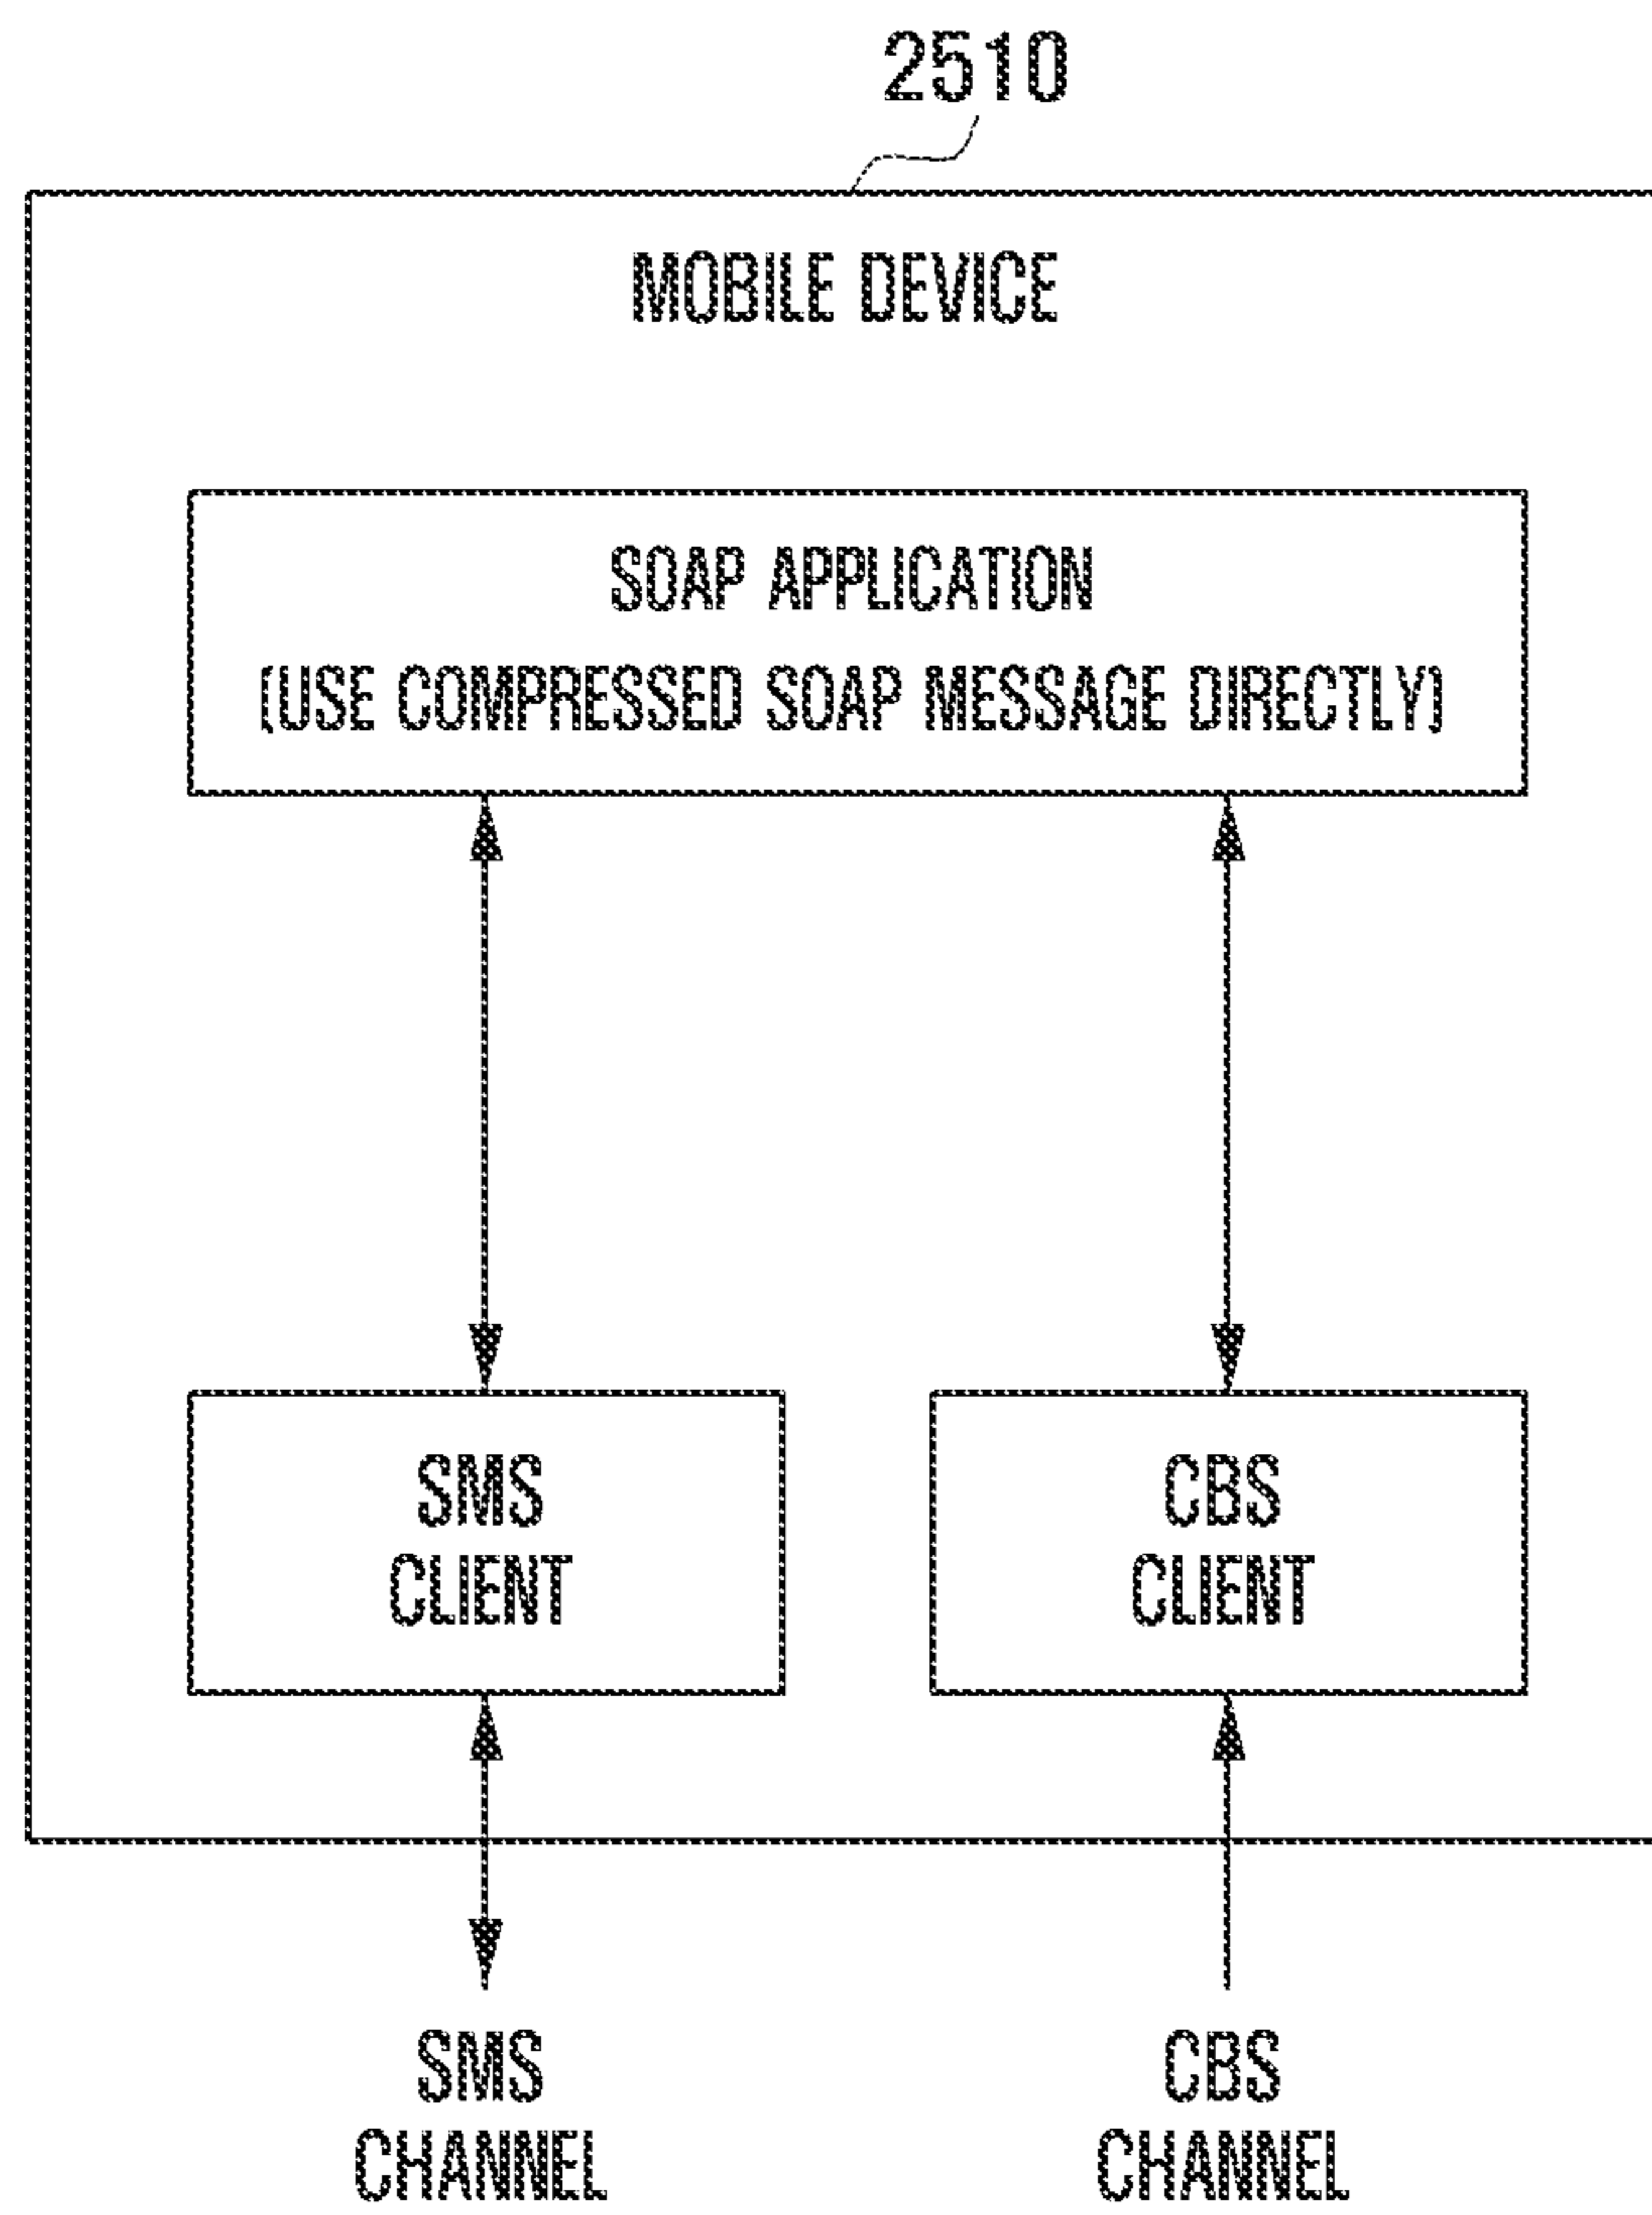 2510
MOBILE DEVICE
SOAP APPLICATION
(USE COMPRESSED SOAP MESSAGE DIRECTLY)
SMS
CLIENT
CBS
CLIENT
SMS
CHANNEL
CBS
CHANNEL